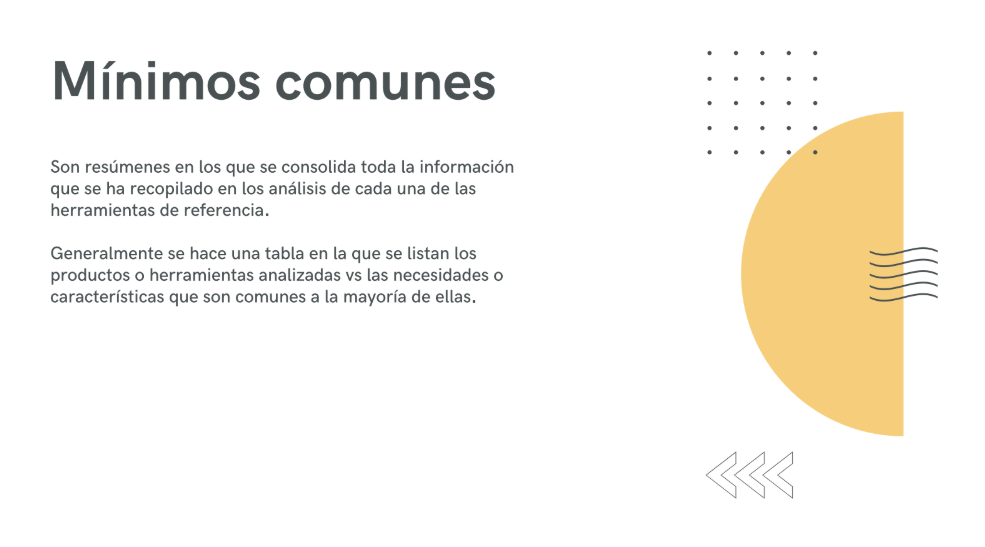 Mínimos comunes
Son resúmenes en los que se consolida toda la información
que se ha recopilado en los análisis de cada una de las
herramientas de referencia.
Generalmente se hace una tabla en la que se listan los
productos o herramientas analizadas vs las necesidades o
características que son comunes a la mayoría de ellas.